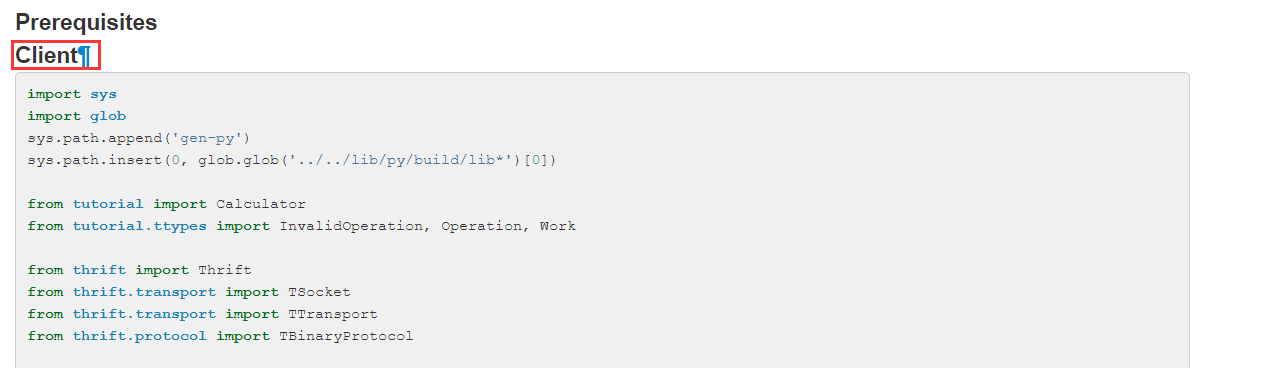 Prerequisites
Client¶
import sys
import glob
sys.path.append('gen-py')
sys.path.insert(0, glob.glob('../../lib/py/build/lib*')[0])
from tutorial import Calculator
from tutorial.ttypes import InvalidOperation, Operation, Work
from thrift import Thrift
from thrift.transport import TSocket
from thrift.transport import TTransport
from thrift.protocol import TBinaryProtocol